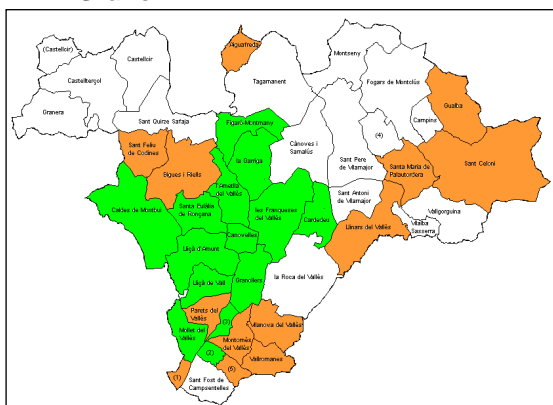 (Castellcir)
Castellcir
Castellterçol
Granera
Sant Quirze Safaja
Aiguafreda
Tagamanent
Montseny
Fogars de Montclús
Gualba
Campins
(4)
Figaró-Montmany
Cànoves i
Samalús
Sant Feliu
de Codines
Bigues i Riells
la Garriga
Sant Pere
de Vilamajor
Santa Maria de
Palautordera
Sant Celoni
l'Ametlla
del Vallès
Sant Antoni
de Vilamajor
Vallgorguina
Vilalba
Sasserra
Caldes de Montbui
Santa Eulàlia
de Ronçana
les Franqueses
del Vallès
Cardedeu
Llinars del Vallès
Canovelles
Lliçà d'Amunt
Lliçà de Vall
Granollers
la Roca del Vallès
Parets del
Vallès
(3)
Vilanova del Vallès
Mollet del
Vallès
Montornès
del Vallès
(2)
Vallromanes
(1)
(5)
Sant Fost de
Campsentelles